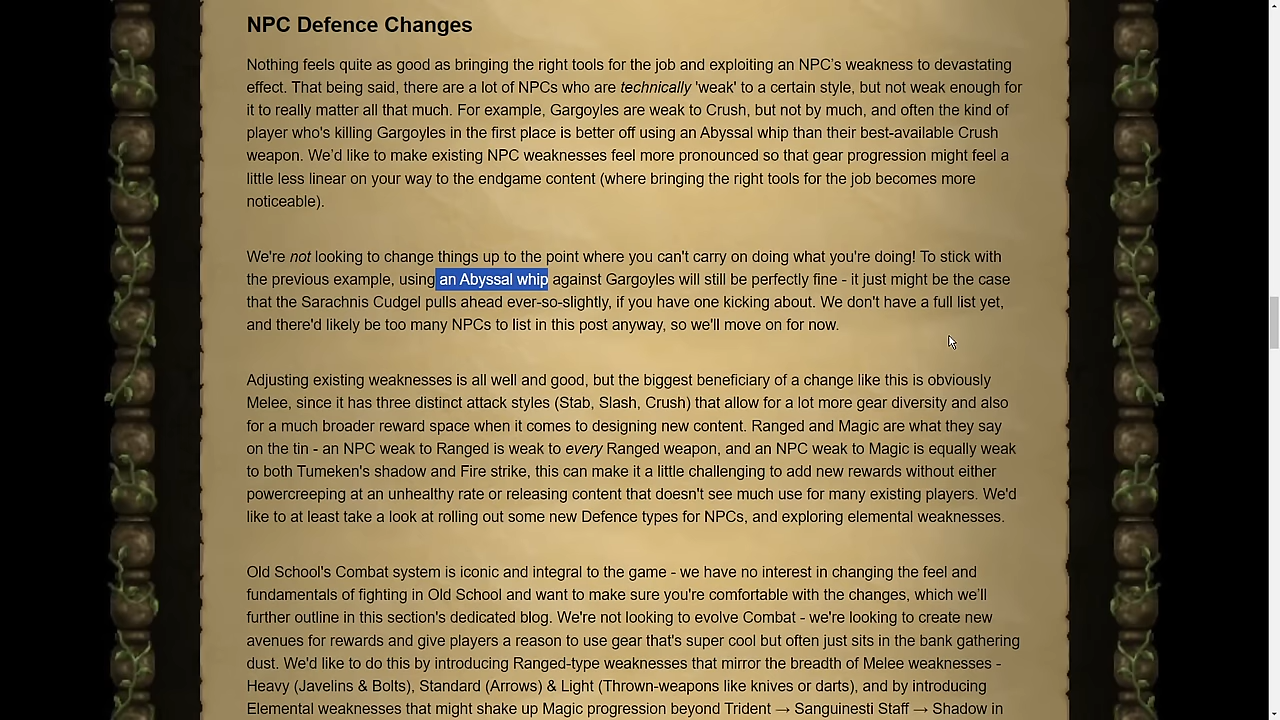 NPC Defence Changes
Nothing feels quite as good as bringing the right tools for the job and exploiting an NPC's weakness to devastating
effect. That being said, there are a lot of NPCs who are technically 'weak' to a certain style, but not weak enough for
it to really matter all that much. For example, Gargoyles are weak to Crush, but not by much, and often the kind of
player who's killing Gargoyles in the first place is better off using an Abyssal whip than their best-available Crush
weapon. We'd like to make existing NPC weaknesses feel more pronounced so that gear progression might feel a
little less linear on your way to the endgame content (where bringing the right tools for the job becomes more
noticeable).
We're not looking to change things up to the point where you can't carry on doing what you're doing! To stick with
the previous example, using an Abyssal whip against Gargoyles will still be perfectly fine - it just might be the case
that the Sarachnis Cudgel pulls ahead ever-so-slightly, if you have one kicking about. We don't have a full list yet,
and there'd likely be too many NPCs to list in this post anyway, so we'll move on for now.
Adjusting existing weaknesses is all well and good, but the biggest beneficiary of a change like this is obviously
Melee, since it has three distinct attack styles (Stab, Slash, Crush) that allow for a lot more gear diversity and also
for a much broader reward space when it comes to designing new content. Ranged and Magic are what they say
on the tin - an NPC weak to Ranged is weak to every Ranged weapon, and an NPC weak to Magic is equally weak
to both Tumeken's shadow and Fire strike, this can make it a little challenging to add new rewards without either
powercreeping at an unhealthy rate or releasing content that doesn't see much use for many existing players. We'd
like to at least take a look at rolling out some new Defence types for NPCs, and exploring elemental weaknesses.
Old School's Combat system is iconic and integral to the game - we have no interest in changing the feel and
fundamentals of fighting in Old School and want to make sure you're comfortable with the changes, which we'll
further outline in this section's dedicated blog. We're not looking to evolve Combat - we're looking to create new
avenues for rewards and give players a reason to use gear that's super cool but often just sits in the bank gathering
dust. We'd like to do this by introducing Ranged-type weaknesses that mirror the breadth of Melee weaknesses -
Heavy (Javelins & Bolts), Standard (Arrows) & Light (Thrown-weapons like knives or darts), and by introducing
Elemental weaknesses that might shake up Magic progression beyond Trident → Sanguinesti Staff → Shadow in